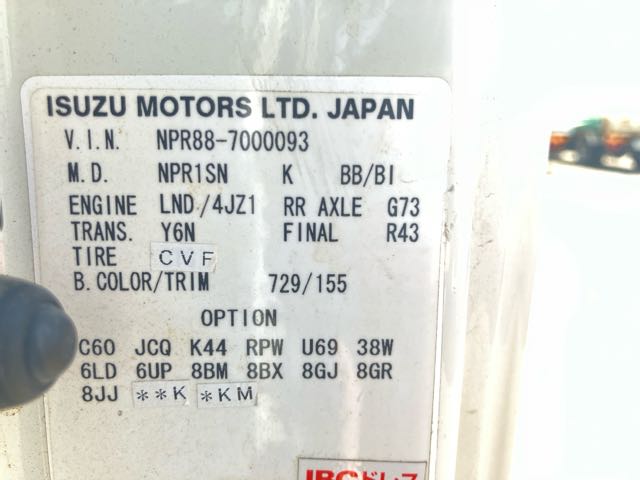 ISUZU MOTORS LTD. JAPAN
V.I.N. NPR88-7000093
M.D. NPR1SN K BB/BI
ENGINE LND/4JZ1 RR AXLE G73
TRANS. Y6N FINAL R43
TIRE CVF
B.COLOR/TRIM 729/155
OPTION
C60 JCQ K44 RPW U69 38W
6LD 6UP 8BM 8BX 8GJ 8GR
8JJ **K *KM